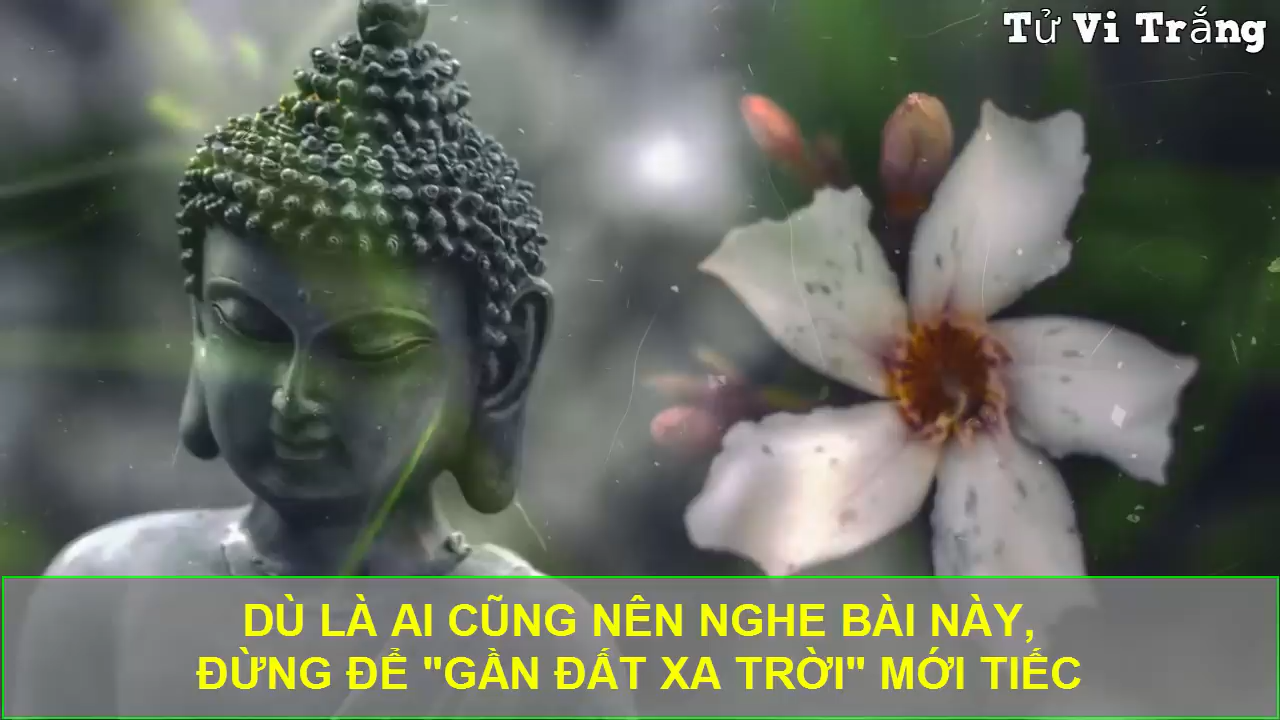 Tử Vi Trắng
DÙ LÀ AI CŨNG NÊN NGHE BÀI NÀY,
ĐỪNG ĐỂ "GẦN ĐẤT XA TRỜI" MỚI TIẾC